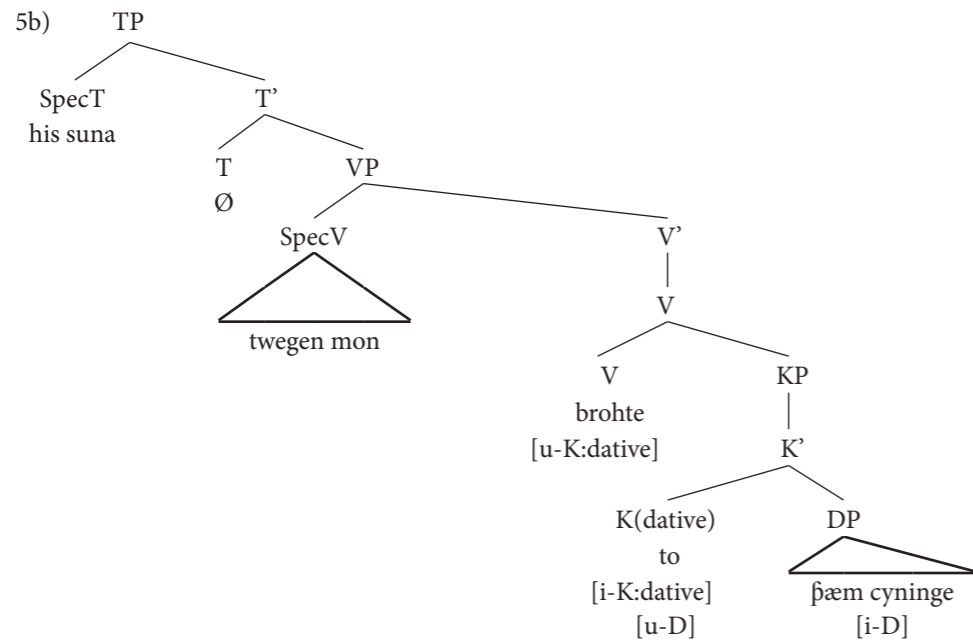 5b) TP
SpecT T’
his suna
T VP
Ø
SpecV V’
V
twegen mon
V KP
brohte
[u-K:dative] K’
K(dative) DP
to
[i-K:dative] þæm cyninge
[u-D] [i-D]